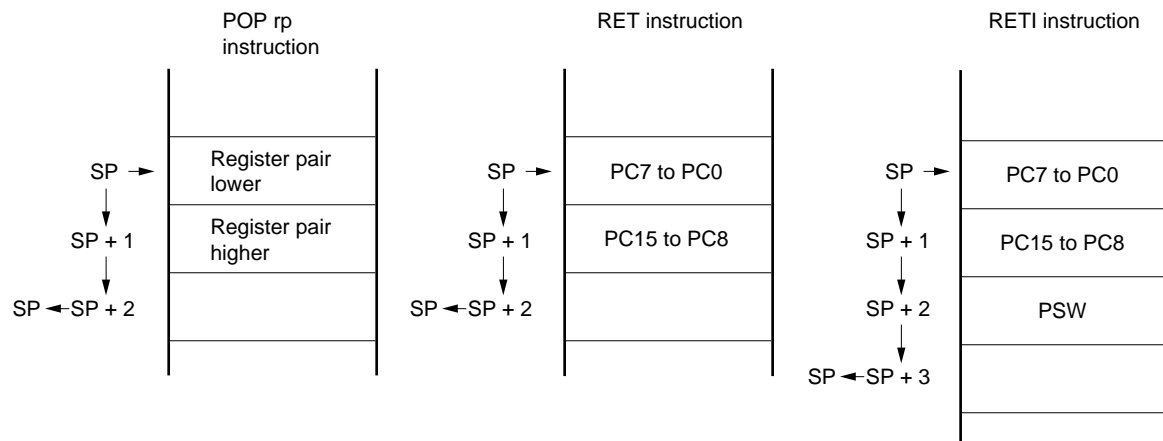 POP rp
instruction
SP
Register pair
lower
SP + 1
Register pair
higher
SP
SP + 2
RET instruction
SP
PC7 to PC0
SP + 1
PC15 to PC8
SP
SP + 2
RETI instruction
SP
PC7 to PC0
SP + 1
PC15 to PC8
SP + 2
PSW
SP
SP + 3